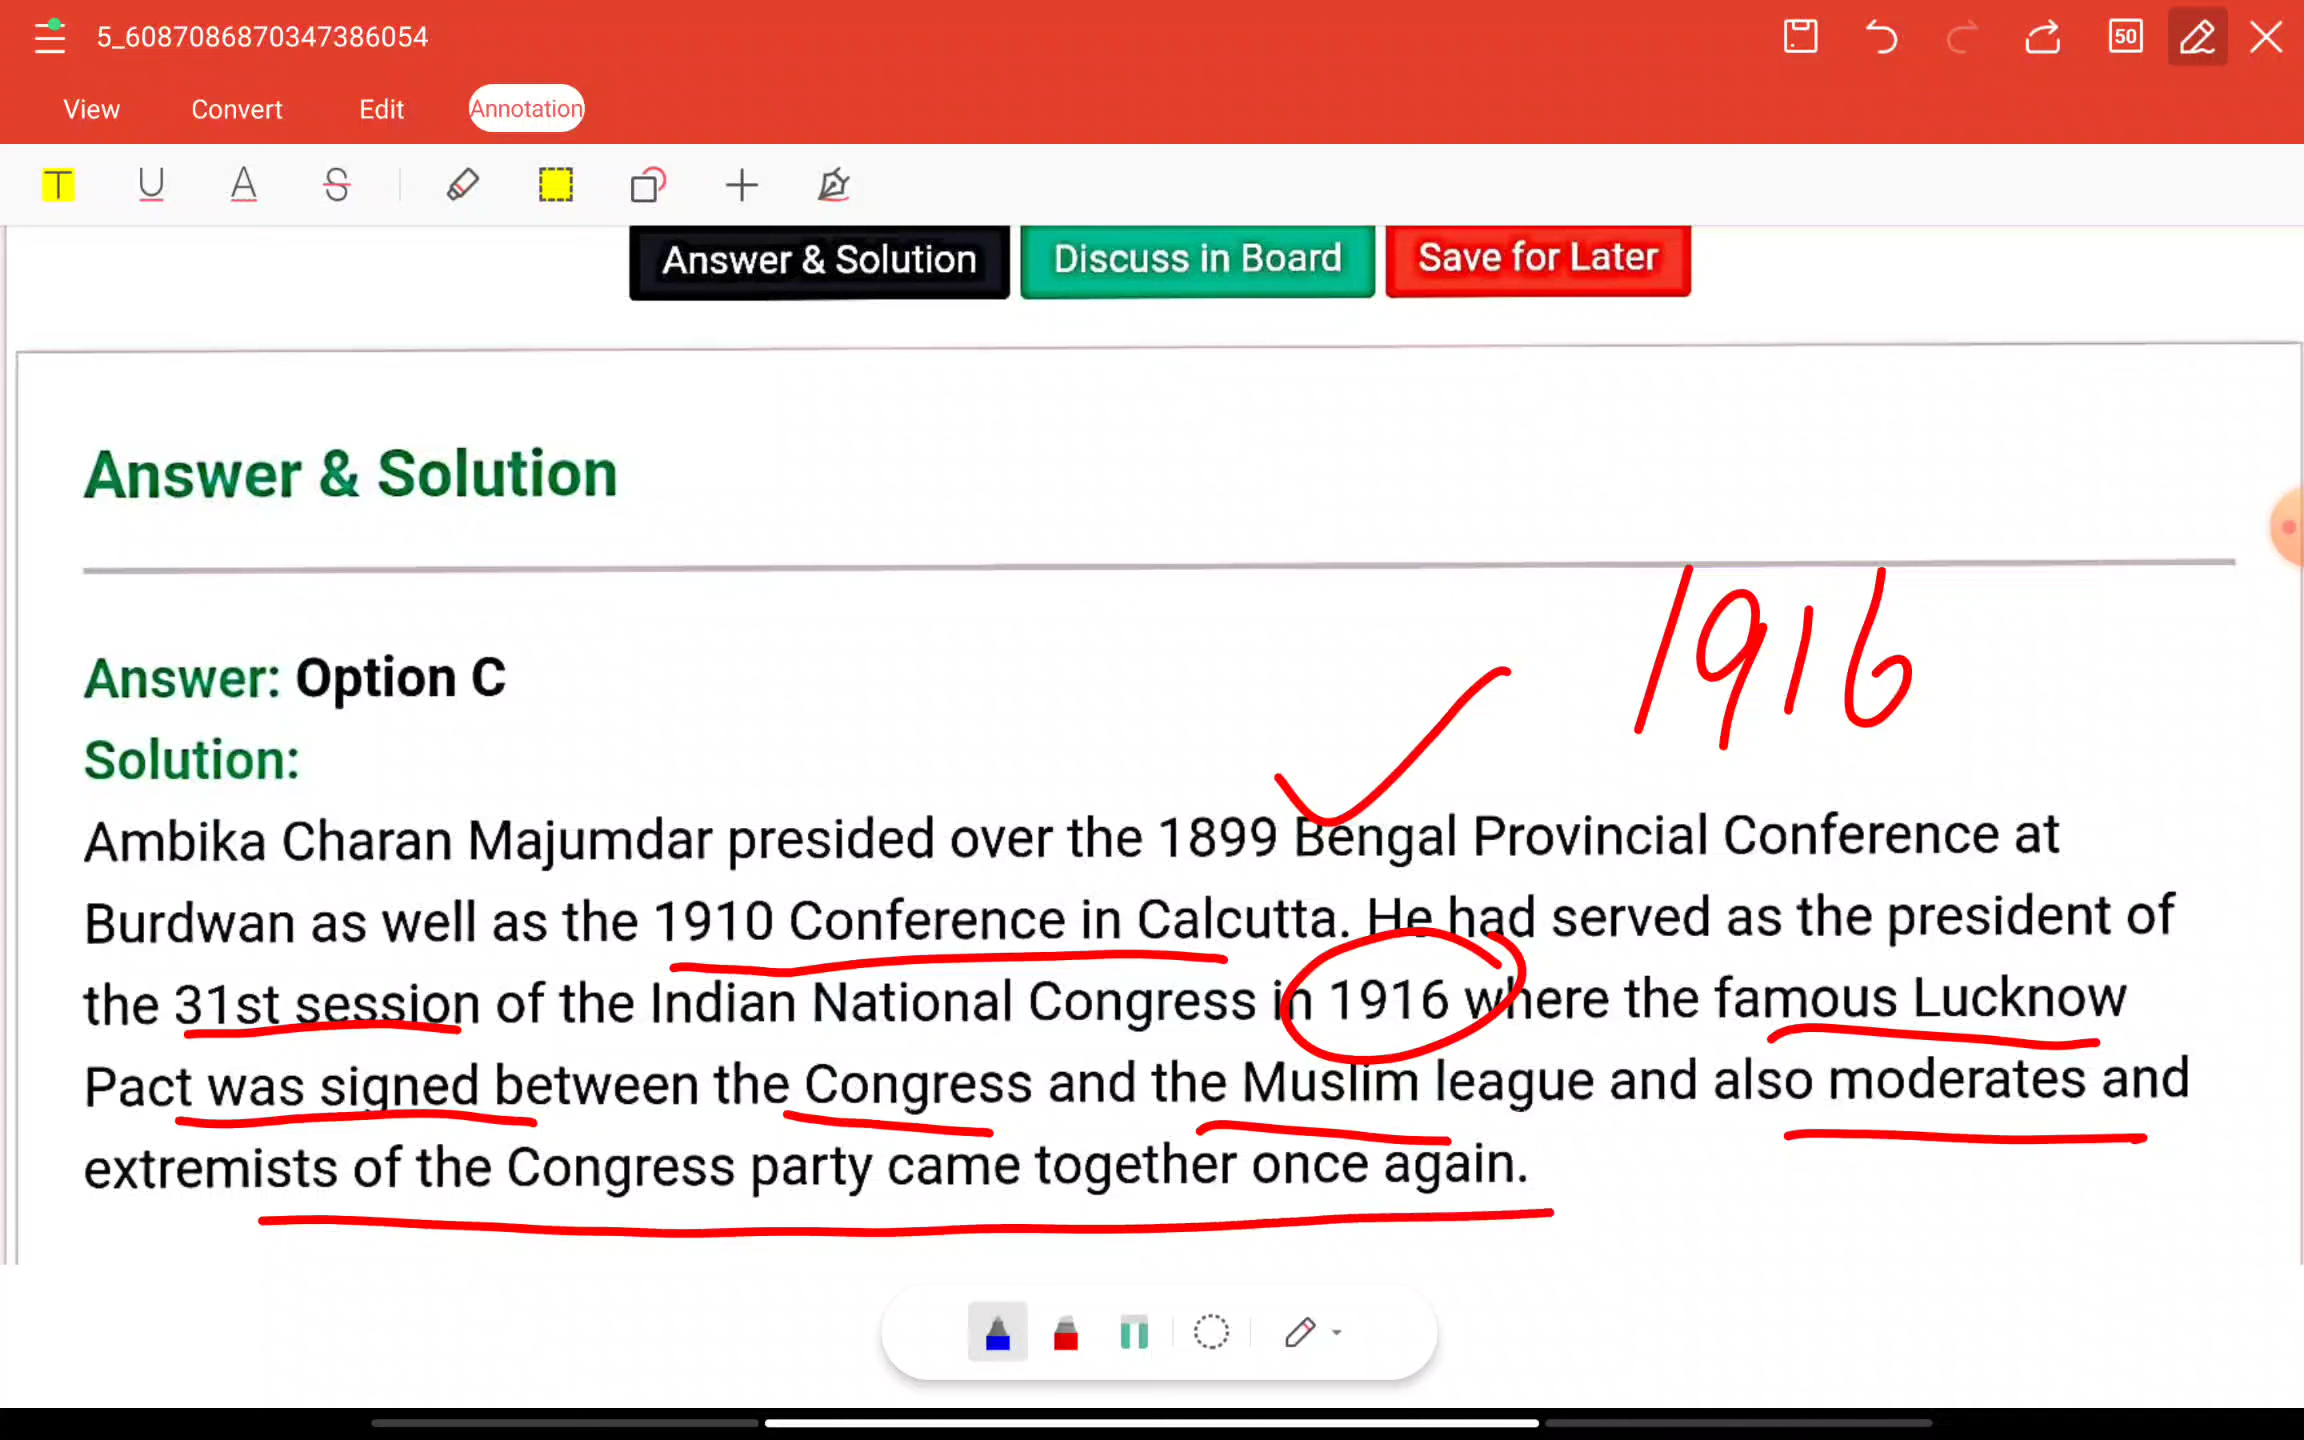 5_6087086870347386054
50
View Convert Edit Annotation
T U A S
Answer & Solution Discuss in Board Save for Later
Answer & Solution
1916
Answer: Option C
Solution:
Ambika Charan Majumdar presided over the 1899 Bengal Provincial Conference at
Burdwan as well as the 1910 Conference in Calcutta. He had served as the president of
the 31st session of the Indian National Congress in 1916 where the famous Lucknow
Pact was signed between the Congress and the Muslim league and also moderates and
extremists of the Congress party came together once again.